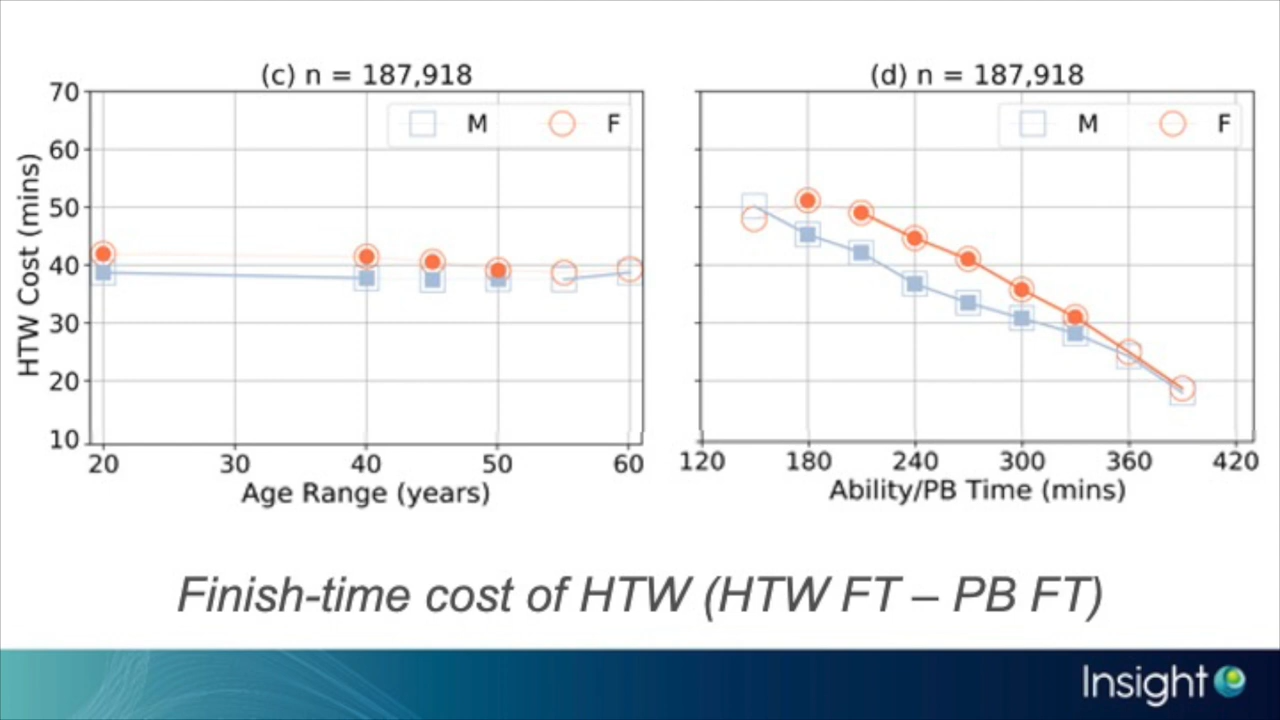 (c) n = 187,918
M F
70
60
50
40
30
20
10
HTW Cost (mins)
20 30 40 50 60
Age Range (years)
(d) n = 187,918
M F
120 180 240 300 360 420
Ability/PB Time (mins)
Finish-time cost of HTW (HTW FT – PB FT)
Insight